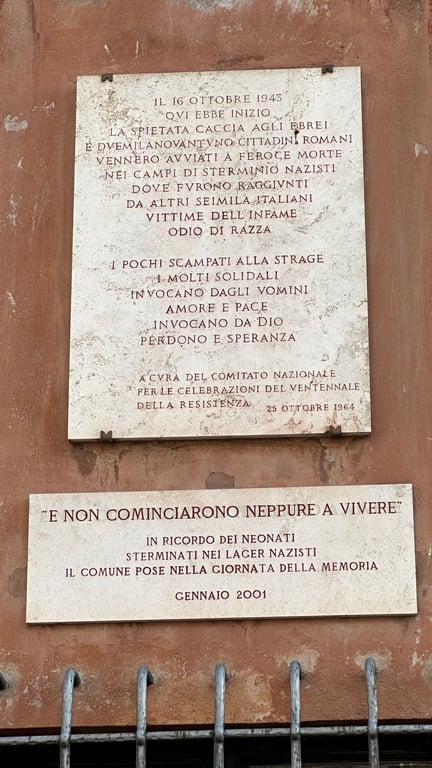 IL 16 OTTOBRE 1943
QVI EBBE INIZIO
LA SPIETATA CACCIA AGLI EBREI
E DVEMILANOVANTVNO CITTADINI ROMANI
VENNERO AVVIATI A FEROCE MORTE
NEI CAMPI DI STERMINIO NAZISTI
DOVE FVRONO RAGGIVNTI
DA ALTRI SEIMILA ITALIANI
VITTIME DELL'INFAME
ODIO DI RAZZA
I POCHI SCAMPATI ALLA STRAGE
I MOLTI SOLIDALI
INVOCANO DAGLI VOMINI
AMORE E PACE
INVOCANO DA DIO
PERDONO E SPERANZA
A CVRA DEL COMITATO NAZIONALE
PER LE CELEBRAZIONI DEL VENTENNALE
DELLA RESISTENZA 25 OTTOBRE 1964
"E NON COMINCIARONO NEPPURE A VIVERE"
IN RICORDO DEI NEONATI
STERMINATI NEI LAGER NAZISTI
IL COMUNE POSE NELLA GIORNATA DELLA MEMORIA
GENNAIO 2001